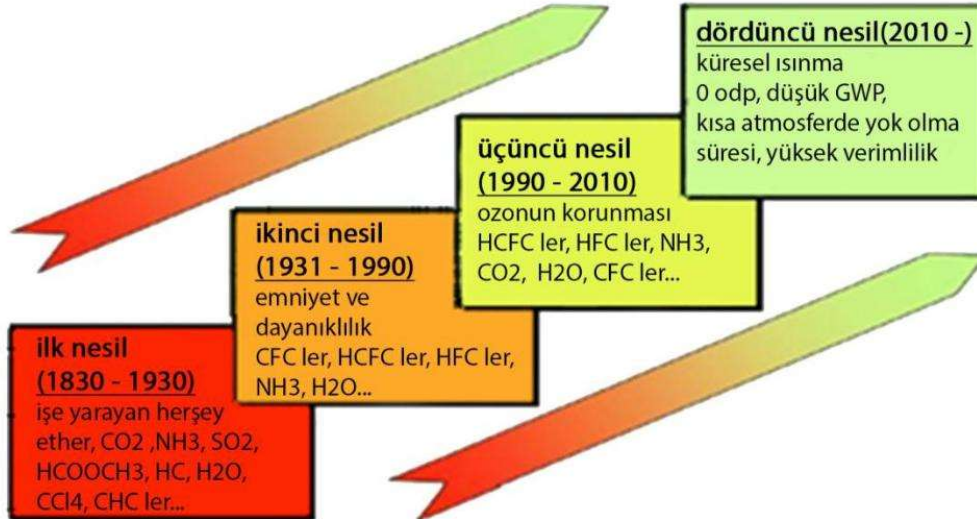 ilk nesil
(1830 - 1930)
işe yarayan herşey
ether, CO2 ,NH3, SO2,
HCOOCH3, HC, H2O,
CCl4, CHC ler...
ikinci nesil
(1931 - 1990)
emniyet ve
dayanıklılık
CFC ler, HCFC ler, HFC ler,
NH3, H2O...
üçüncü nesil
(1990 - 2010)
ozonun korunması
HCFC ler, HFC ler, NH3,
CO2, H2O, CFC ler...
dördüncü nesil(2010 -)
küresel ısınma
0 odp, düşük GWP,
kısa atmosferde yok olma
süresi, yüksek verimlilik